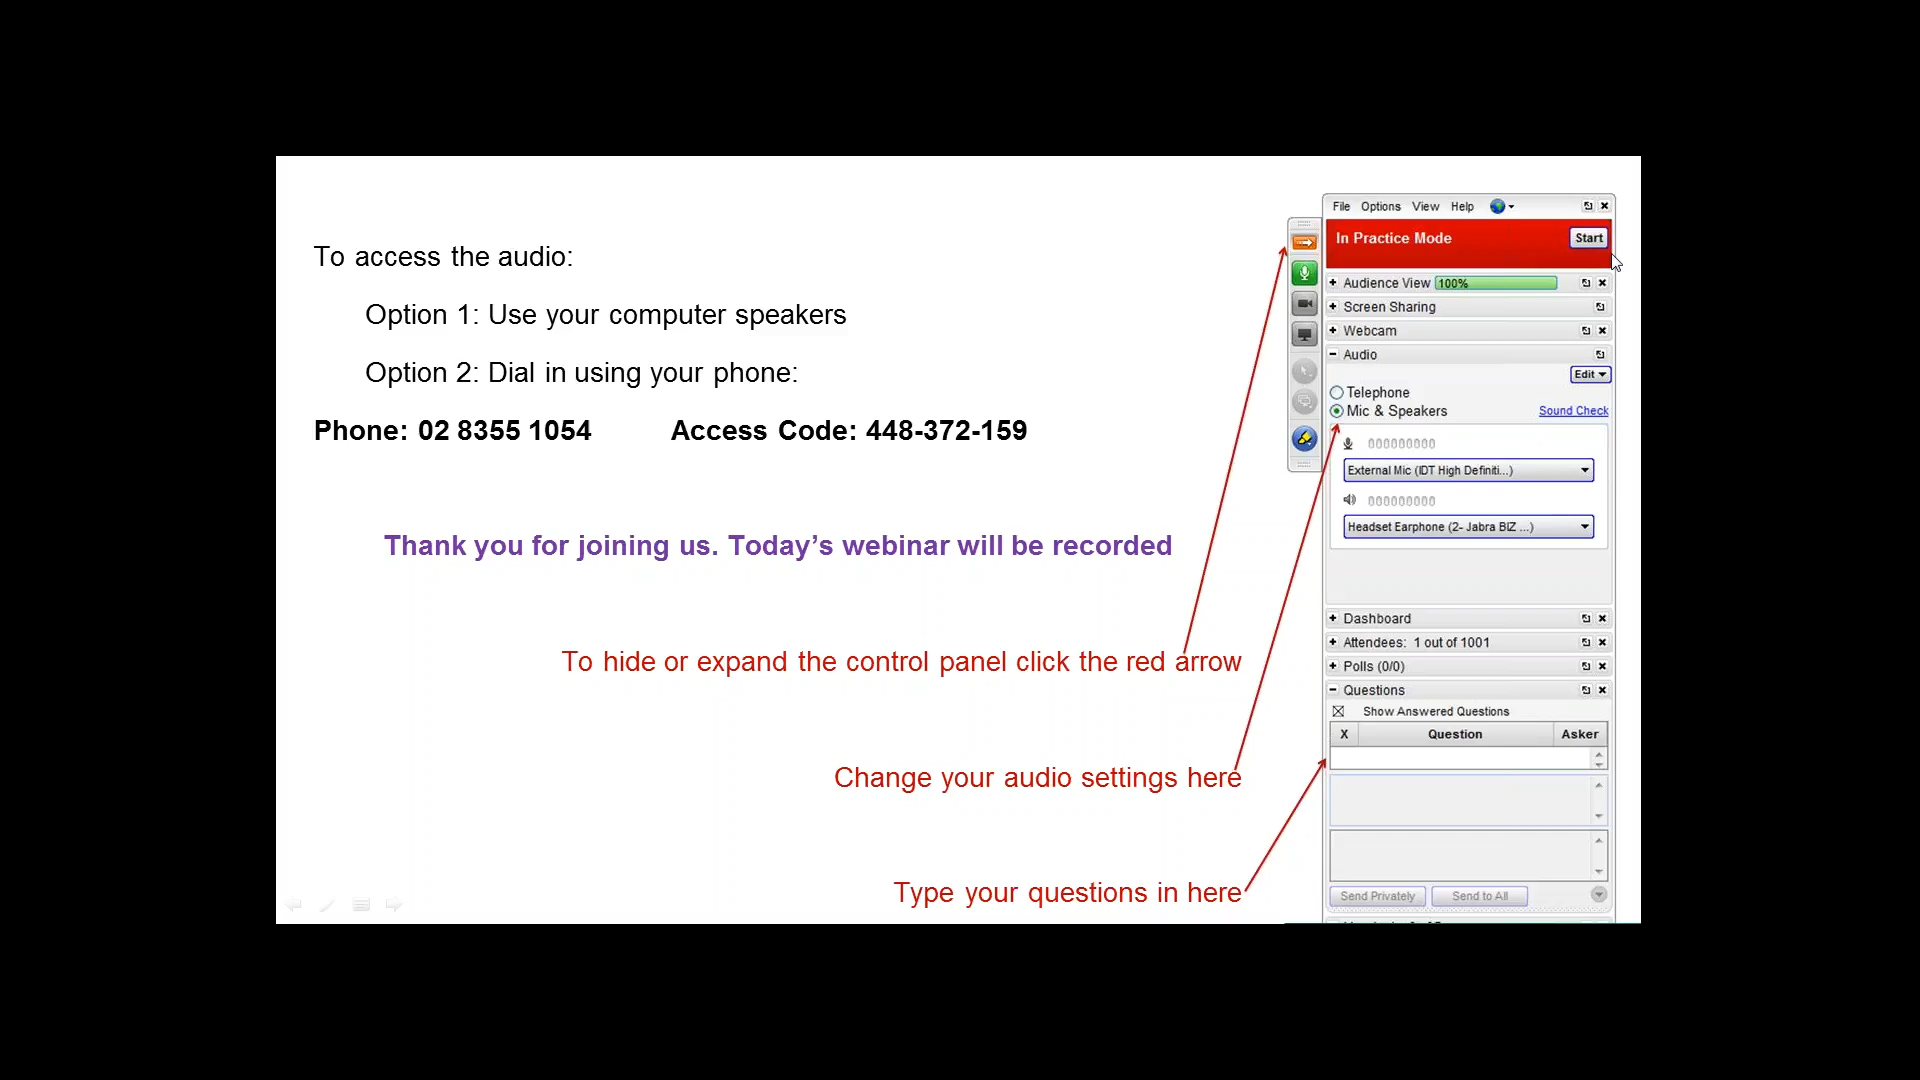 To access the audio:
Option 1: Use your computer speakers
Option 2: Dial in using your phone:
Phone: 02 8355 1054 Access Code: 448-372-159
Thank you for joining us. Today’s webinar will be recorded
To hide or expand the control panel click the red arrow
Change your audio settings here
Type your questions in here
File Options View Help
In Practice Mode Start
Audience View 100%
Screen Sharing
Webcam
Audio
Edit
Telephone
Mic & Speakers Sound Check
External Mic (IDT High Definiti...)
Headset Earphone (2- Jabra BIZ ...)
Dashboard
Attendees: 1 out of 1001
Polls (0/0)
Questions
Show Answered Questions
X Question Asker
Send Privately Send to All